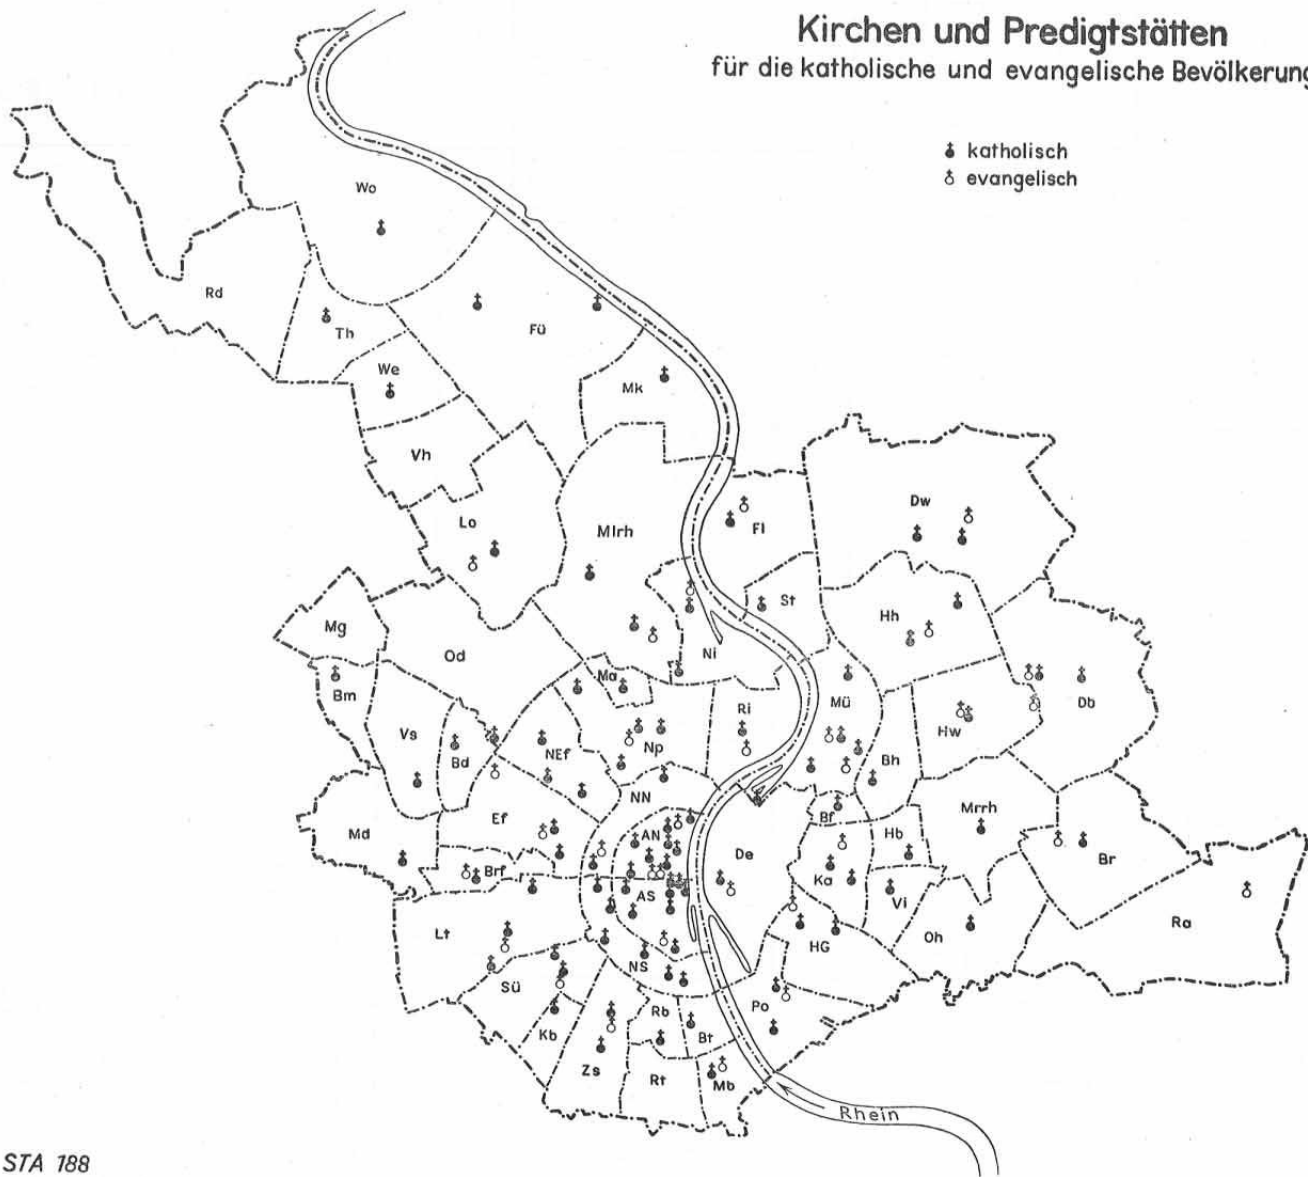 Kirchen und Predigtstätten
für die katholische und evangelische Bevölkerung
katholisch
evangelisch
Wo
Rd
Th
Fü
We
Mk
Vh
Lo
Mlrh
Fl
Dw
St
Hh
Mg
Od
Ni
Bm
Ma
Ri
Mü
Db
Vs
Bd
NEf
Np
Hw
Bh
NN
Ef
Md
AN
Bf
Mrrh
Hb
De
Brf
Ka
Br
AS
Vi
Ra
Lt
HG
Oh
NS
Sü
Po
Kb
Rb
Bt
Zs
Rt
Mb
Rhein
STA 188